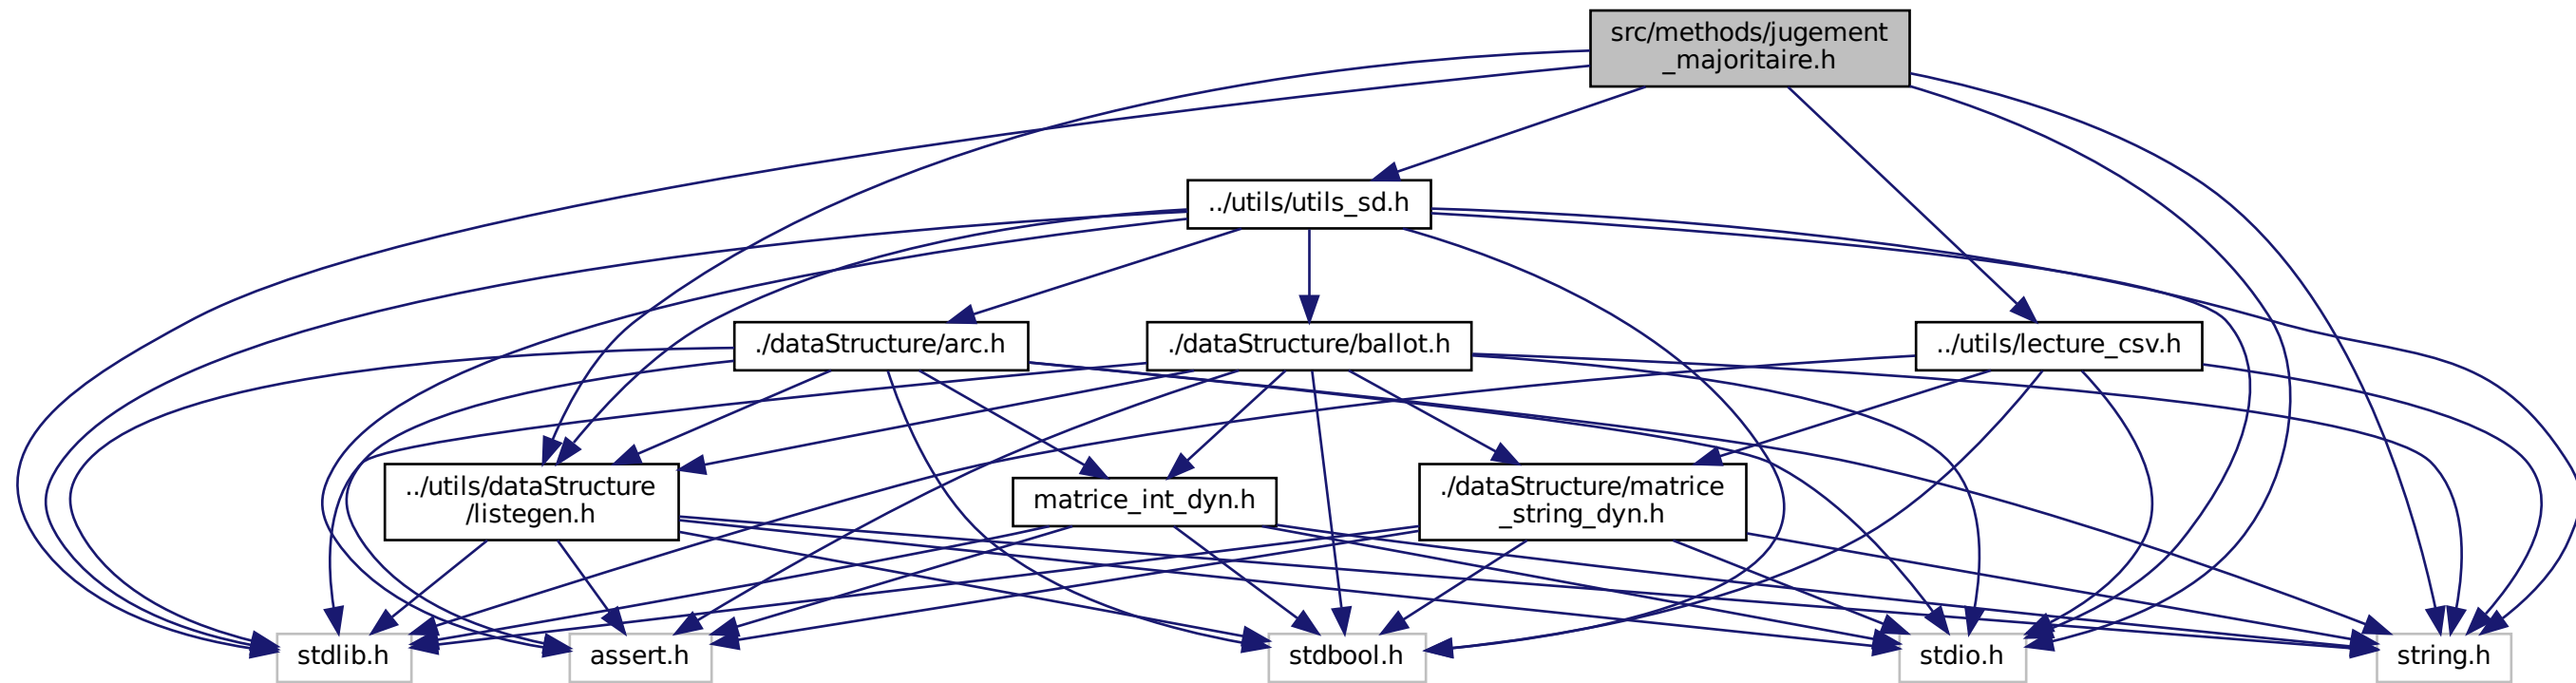 src/methods/jugement
_majoritaire.h
../utils/utils_sd.h
./dataStructure/arc.h
./dataStructure/ballot.h
../utils/lecture_csv.h
../utils/dataStructure
/listegen.h
matrice_int_dyn.h
./dataStructure/matrice
_string_dyn.h
stdlib.h
assert.h
stdbool.h
stdio.h
string.h